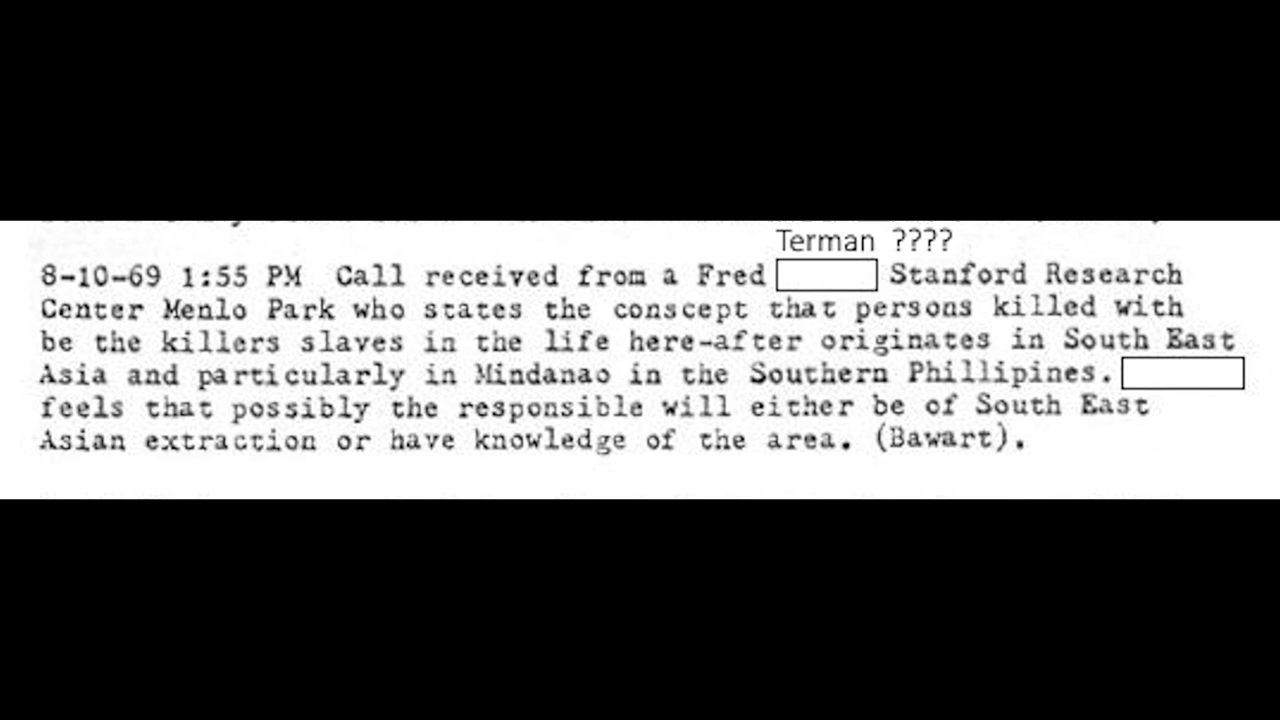 Terman ????
8-10-69 1:55 PM Call received from a Fred Stanford Research
Center Menlo Park who states the conscept that persons killed with
be the killers slaves in the life here-after originates in South East
Asia and particularly in Mindanao in the Southern Phillipines.
feels that possibly the responsible will either be of South East
Asian extraction or have knowledge of the area. (Bawart).